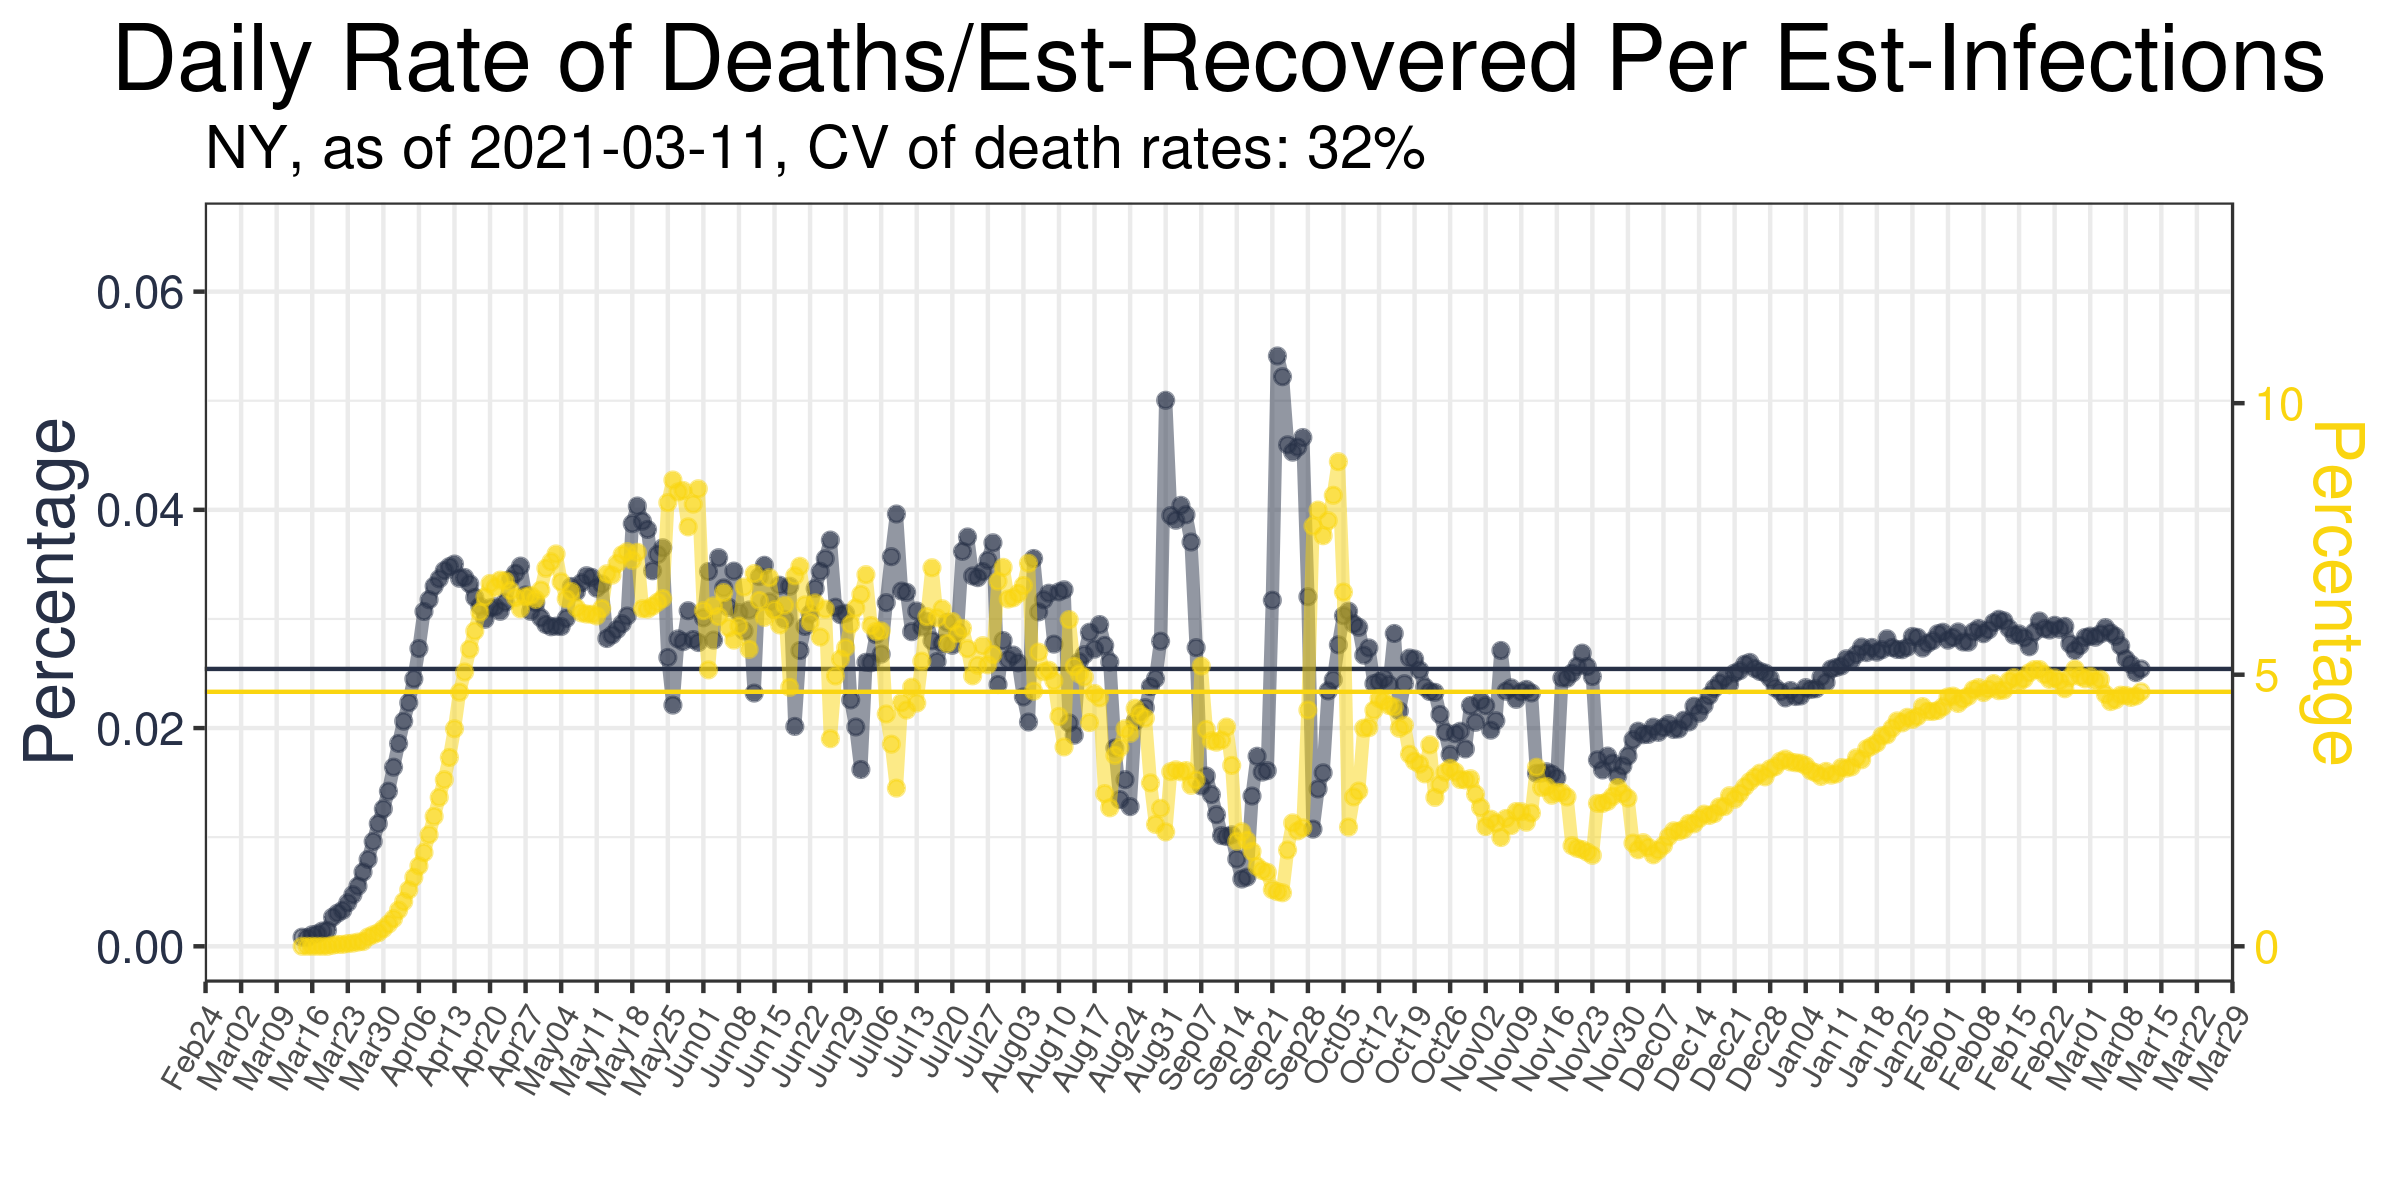 Daily Rate of Deaths/Est-Recovered Per Est-Infections
NY, as of 2021-03-11, CV of death rates: 32%
Percentage
0.06
0.04
0.02
0.00
10
5
0
Percentage
Feb24
Mar02
Mar09
Mar16
Mar23
Mar30
Apr06
Apr13
Apr20
Apr27
May04
May11
May18
May25
Jun01
Jun08
Jun15
Jun22
Jun29
Jul06
Jul13
Jul20
Jul27
Aug03
Aug10
Aug17
Aug24
Aug31
Sep07
Sep14
Sep21
Sep28
Oct05
Oct12
Oct19
Oct26
Nov02
Nov09
Nov16
Nov23
Nov30
Dec07
Dec14
Dec21
Dec28
Jan04
Jan11
Jan18
Jan25
Feb01
Feb08
Feb15
Feb22
Mar01
Mar08
Mar15
Mar22
Mar29